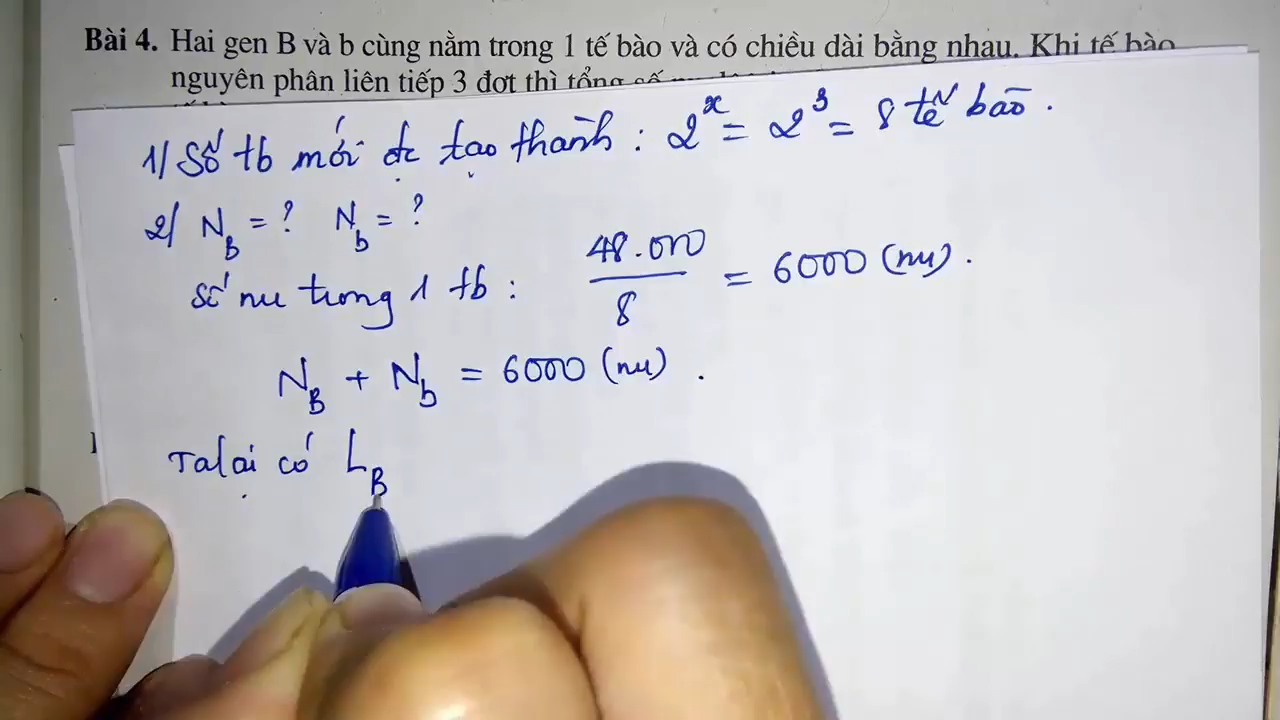 Bài 4. Hai gen B và b cùng nằm trong 1 tế bào và có chiều dài bằng nhau. Khi tế bào
nguyên phân liên tiếp 3 đợt thì tổng số
1) Số tb mới đc tạo thành : 2^x = 2^3 = 8 tế bào .
2) N_B = ? N_b = ?
số nu trong 1 tb : 48.000 / 8 = 6000 (nu) .
N_B + N_b = 6000 (nu) .
Ta lại có L_B